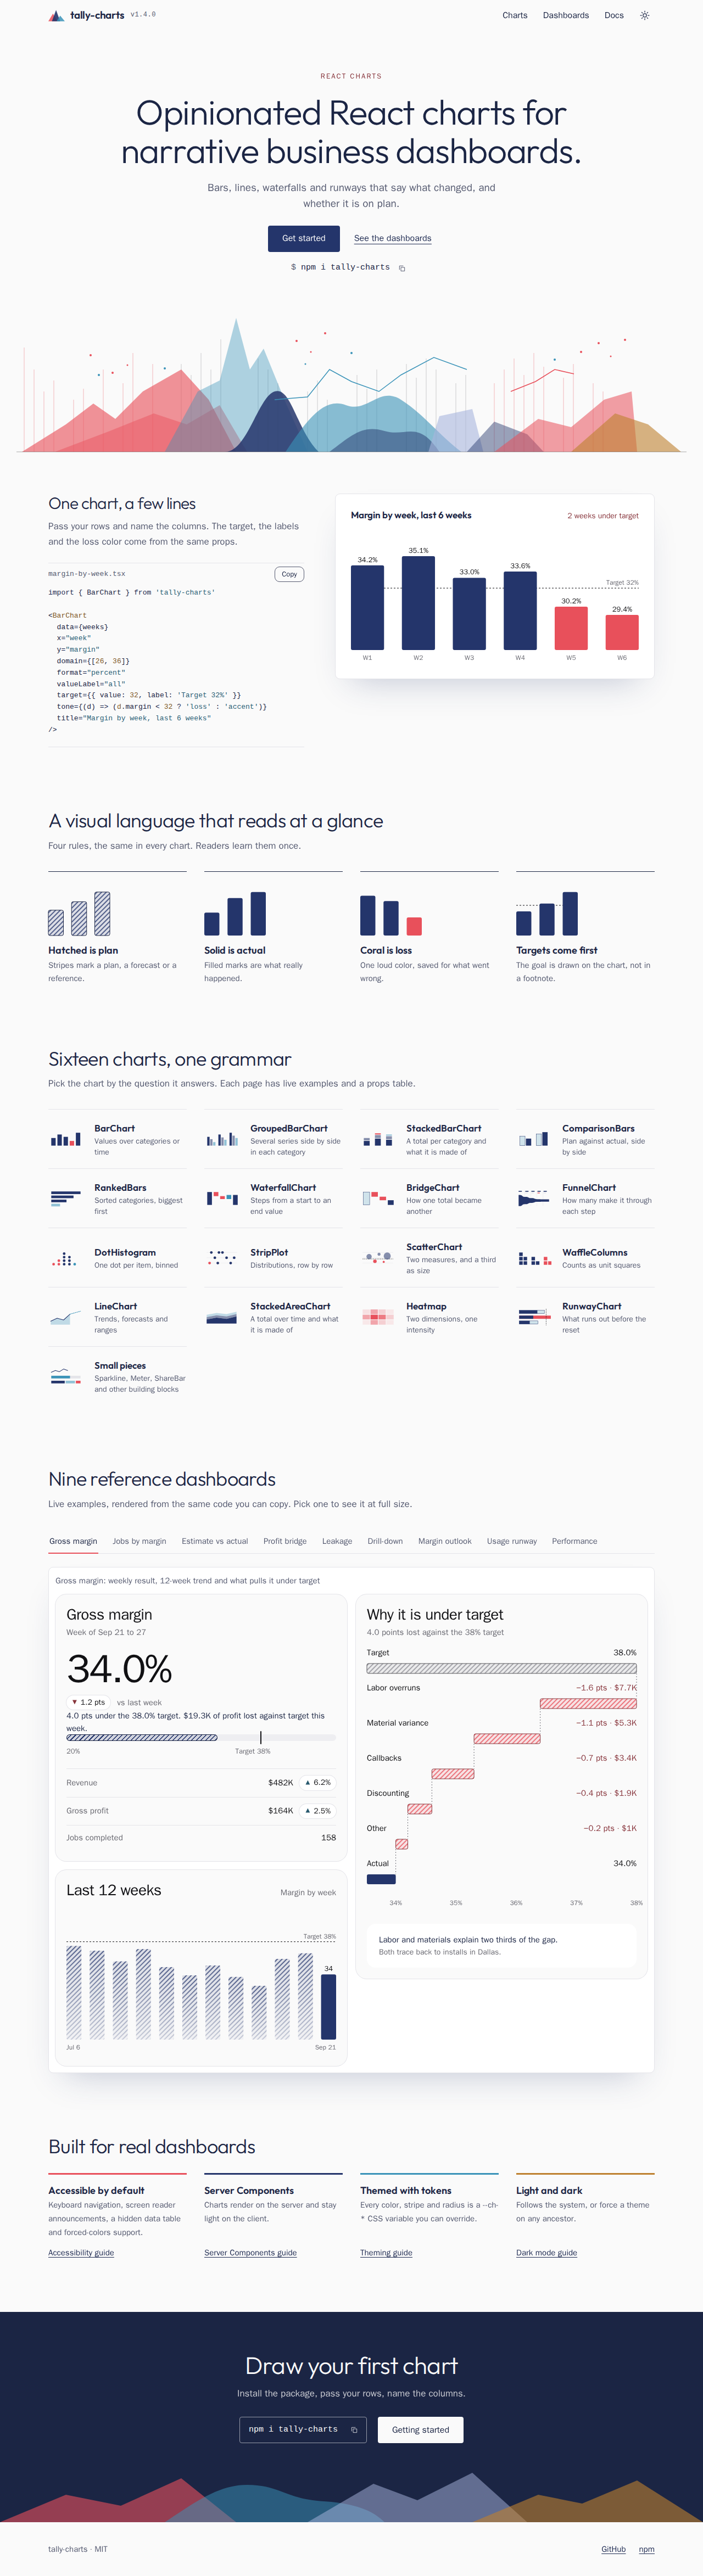 tally-charts v1.4.0
Charts Dashboards Docs
REACT CHARTS
Opinionated React charts for
narrative business dashboards.
Bars, lines, waterfalls and runways that say what changed, and
whether it is on plan.
Get started See the dashboards
$ npm i tally-charts
One chart, a few lines
Pass your rows and name the columns. The target, the labels
and the loss color come from the same props.
margin-by-week.tsx Copy
import { BarChart } from 'tally-charts'
<BarChart
data={weeks}
x="week"
y="margin"
domain={[26, 36]}
format="percent"
valueLabel="all"
target={{ value: 32, label: 'Target 32%' }}
tone={(d) => (d.margin < 32 ? 'loss' : 'accent')}
title="Margin by week, last 6 weeks"
/>
Margin by week, last 6 weeks 2 weeks under target
34.2% 35.1% 33.0% 33.6% 30.2% 29.4%
Target 32%
W1 W2 W3 W4 W5 W6
A visual language that reads at a glance
Four rules, the same in every chart. Readers learn them once.
Hatched is plan
Stripes mark a plan, a forecast or a
reference.
Solid is actual
Filled marks are what really
happened.
Coral is loss
One loud color, saved for what went
wrong.
Targets come first
The goal is drawn on the chart, not in
a footnote.
Sixteen charts, one grammar
Pick the chart by the question it answers. Each page has live examples and a props table.
BarChart
Values over categories or
time
GroupedBarChart
Several series side by side
in each category
StackedBarChart
A total per category and
what it is made of
ComparisonBars
Plan against actual, side
by side
RankedBars
Sorted categories, biggest
first
WaterfallChart
Steps from a start to an
end value
BridgeChart
How one total became
another
FunnelChart
How many make it through
each step
DotHistogram
One dot per item, binned
StripPlot
Distributions, row by row
ScatterChart
Two measures, and a third
as size
WaffleColumns
Counts as unit squares
LineChart
Trends, forecasts and
ranges
StackedAreaChart
A total over time and what
it is made of
Heatmap
Two dimensions, one
intensity
RunwayChart
What runs out before the
reset
Small pieces
Sparkline, Meter, ShareBar
and other building blocks
Nine reference dashboards
Live examples, rendered from the same code you can copy. Pick one to see it at full size.
Gross margin Jobs by margin Estimate vs actual Profit bridge Leakage Drill-down Margin outlook Usage runway Performance
Gross margin: weekly result, 12-week trend and what pulls it under target
Gross margin
Week of Sep 21 to 27
34.0%
▼ 1.2 pts vs last week
4.0 pts under the 38.0% target. $19.3K of profit lost against target this
week.
20% Target 38%
Revenue $482K ▲ 6.2%
Gross profit $164K ▲ 2.5%
Jobs completed 158
Last 12 weeks Margin by week
Target 38%
34
Jul 6 Sep 21
Why it is under target
4.0 points lost against the 38% target
Target 38.0%
Labor overruns −1.6 pts · $7.7K
Material variance −1.1 pts · $5.3K
Callbacks −0.7 pts · $3.4K
Discounting −0.4 pts · $1.9K
Other −0.2 pts · $1K
Actual 34.0%
34% 35% 36% 37% 38%
Labor and materials explain two thirds of the gap.
Both trace back to installs in Dallas.
Built for real dashboards
Accessible by default
Keyboard navigation, screen reader
announcements, a hidden data table
and forced-colors support.
Accessibility guide
Server Components
Charts render on the server and stay
light on the client.
Server Components guide
Themed with tokens
Every color, stripe and radius is a --ch-
* CSS variable you can override.
Theming guide
Light and dark
Follows the system, or force a theme
on any ancestor.
Dark mode guide
Draw your first chart
Install the package, pass your rows, name the columns.
npm i tally-charts Getting started
tally-charts · MIT GitHub npm